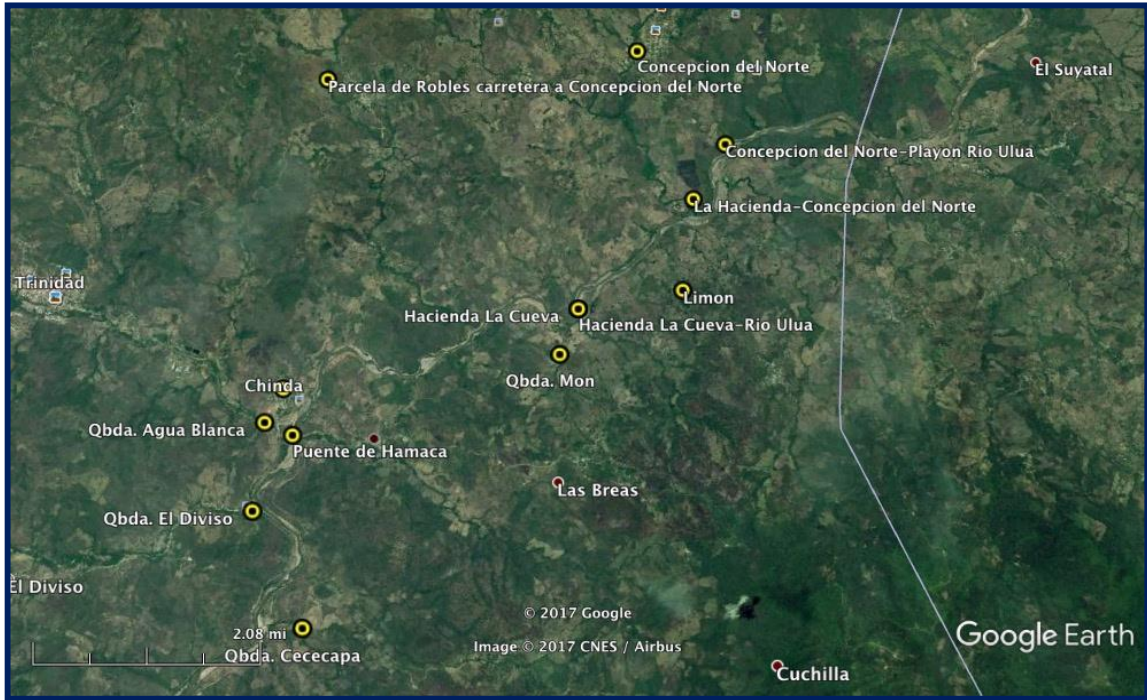 Concepcion del Norte
El Suyatal
Parcela de Robles carretera a Concepcion del Norte
Concepcion del Norte-Playon Rio Ulua
La Hacienda-Concepcion del Norte
Trinidad
Limon
Hacienda La Cueva
Hacienda La Cueva-Rio Ulua
Qbda. Mon
Chinda
Qbda. Agua Blanca
Puente de Hamaca
Las Breas
Qbda. El Diviso
El Diviso
© 2017 Google
2.08 mi
Google Earth
Image © 2017 CNES / Airbus
Qbda. Cececapa
Cuchilla